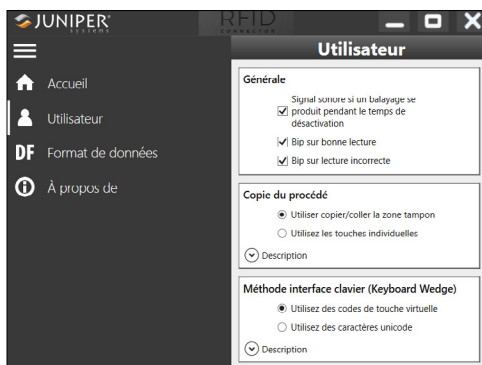 JUNIPER
systems
RFID
CONNECTOR
Utilisateur
Accueil
Utilisateur
DF Format de données
À propos de
Générale
Signal sonore si un balayage se
produit pendant le temps de
désactivation
Bip sur bonne lecture
Bip sur lecture incorrecte
Copie du procédé
Utiliser copier/coller la zone tampon
Utilisez les touches individuelles
Description
Méthode interface clavier (Keyboard Wedge)
Utilisez des codes de touche virtuelle
Utilisez des caractères unicode
Description